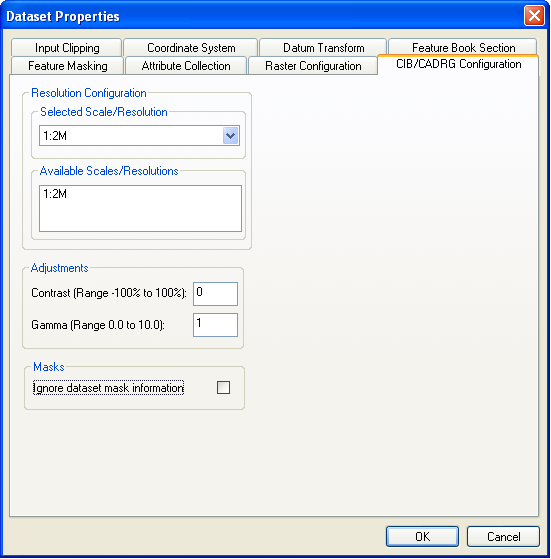 Dataset Properties
Input Clipping Coordinate System Datum Transform Feature Book Section
Feature Masking Attribute Collection Raster Configuration CIB/CADRG Configuration
Resolution Configuration
Selected Scale/Resolution
1:2M
Available Scales/Resolutions
1:2M
Adjustments
Contrast (Range -100% to 100%): 0
Gamma (Range 0.0 to 10.0): 1
Masks
Ignore dataset mask information
OK Cancel